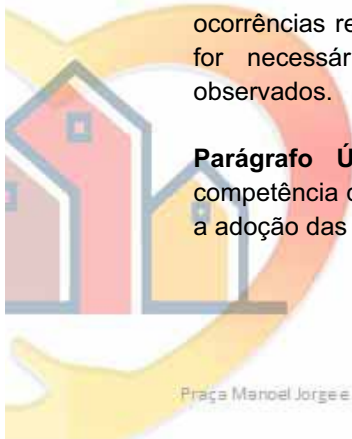 ocorrências re
for necessár
observados.
Parágrafo Ú
competência d
a adoção das
Praça Manoel Jorge e